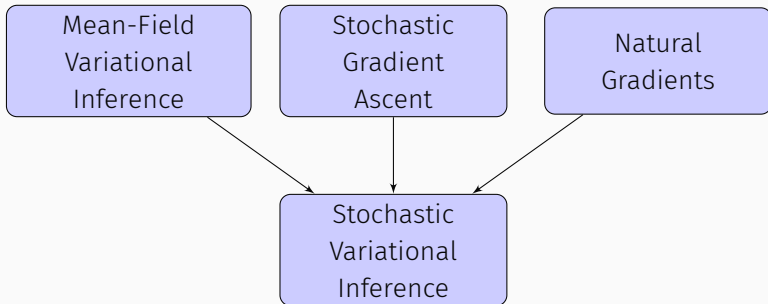 Mean-Field
Variational
Inference
Stochastic
Gradient
Ascent
Natural
Gradients
Stochastic
Variational
Inference